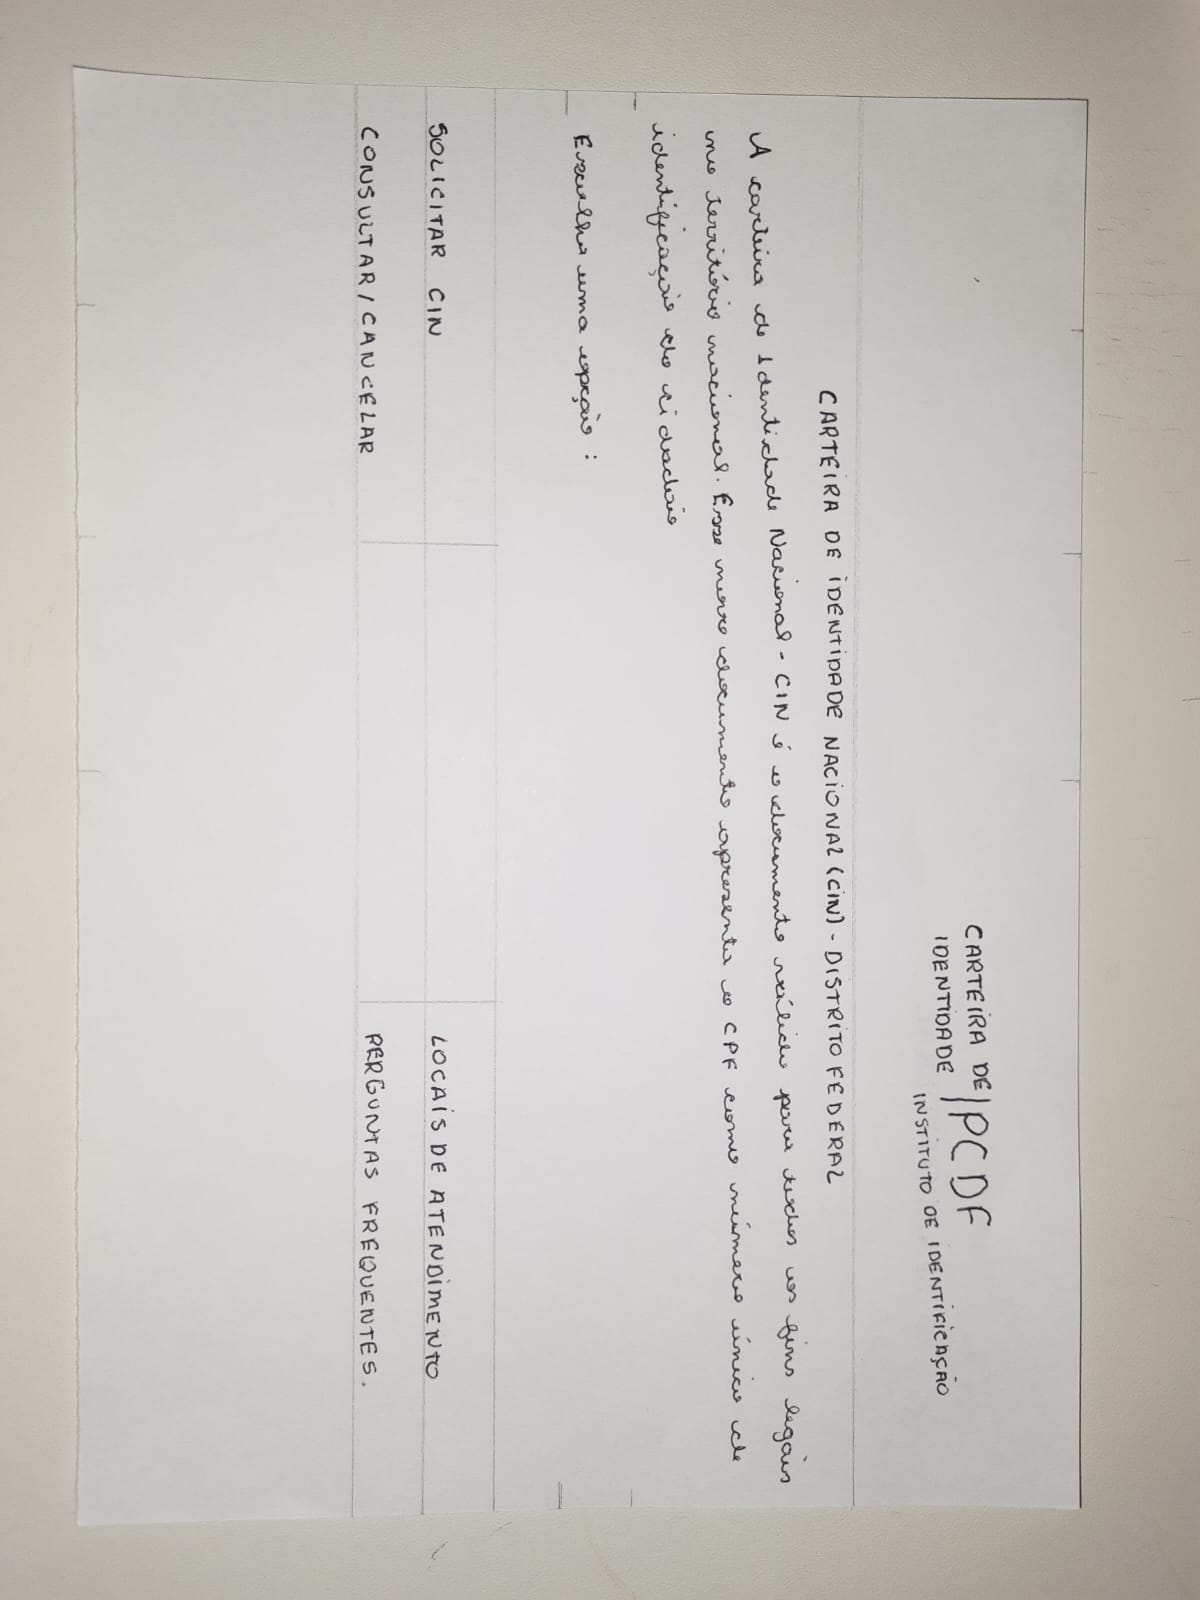 CARTEIRA DE
IDENTIDADE | PCDF
INSTITUTO DE IDENTIFICAÇÃO
CARTEIRA DE IDENTIDADE NACIONAL (CIN) - DISTRITO FEDERAL
A carteira de Identidade Nacional - CIN é o documento válido para todos os fins legais
no território nacional. Esse novo documento apresenta o CPF como número único de
identificação do cidadão
Escolha uma opção :
SOLICITAR CIN
LOCAIS DE ATENDIMENTO
CONSULTAR / CANCELAR
PERGUNTAS FREQUENTES.